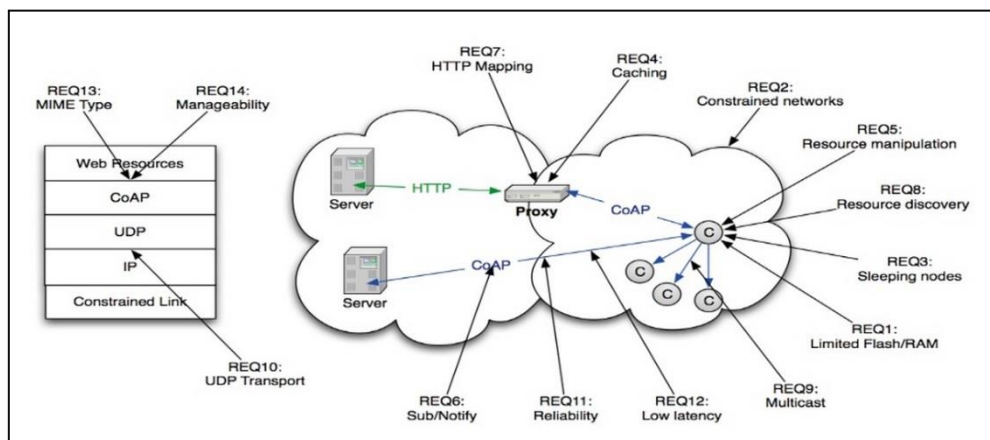 REQ7:
HTTP Mapping
REQ4:
Caching
REQ13:
MIME Type
REQ14:
Manageability
REQ2:
Constrained networks
REQ5:
Resource manipulation
Web Resources
CoAP
UDP
IP
Constrained Link
Server
HTTP
Proxy
CoAP
REQ8:
Resource discovery
C
CoAP
Server
C
C
C
REQ3:
Sleeping nodes
REQ1:
Limited Flash/RAM
REQ10:
UDP Transport
REQ6:
Sub/Notify
REQ11:
Reliability
REQ12:
Low latency
REQ9:
Multicast